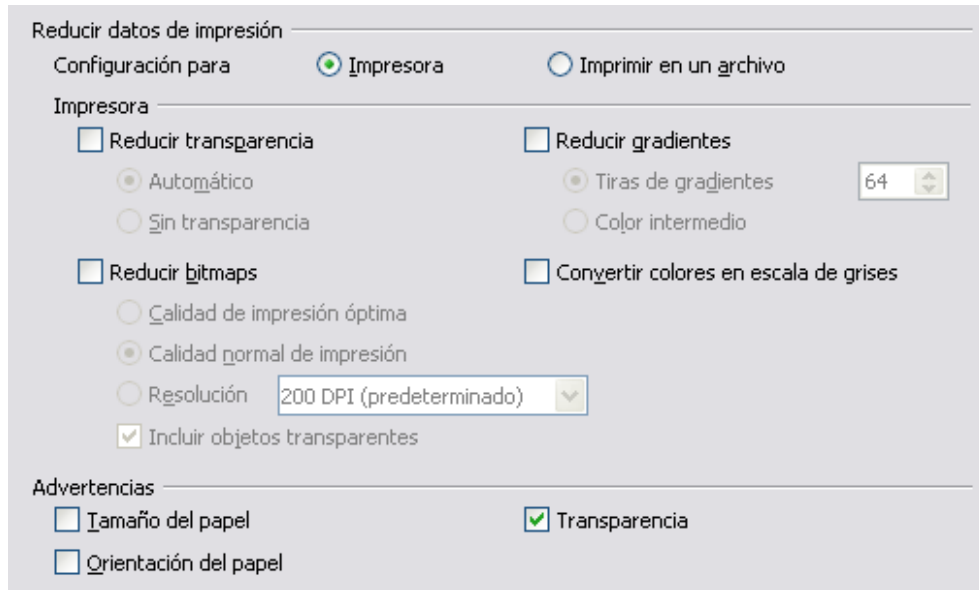 Reducir datos de impresión
Configuración para Impresora Imprimir en un archivo
Impresora
Reducir transparencia Reducir gradientes
Automático Tiras de gradientes 64
Sin transparencia Color intermedio
Reducir bitmaps Convertir colores en escala de grises
Calidad de impresión óptima
Calidad normal de impresión
Resolución 200 DPI (predeterminado)
Incluir objetos transparentes
Advertencias
Tamaño del papel Transparencia
Orientación del papel